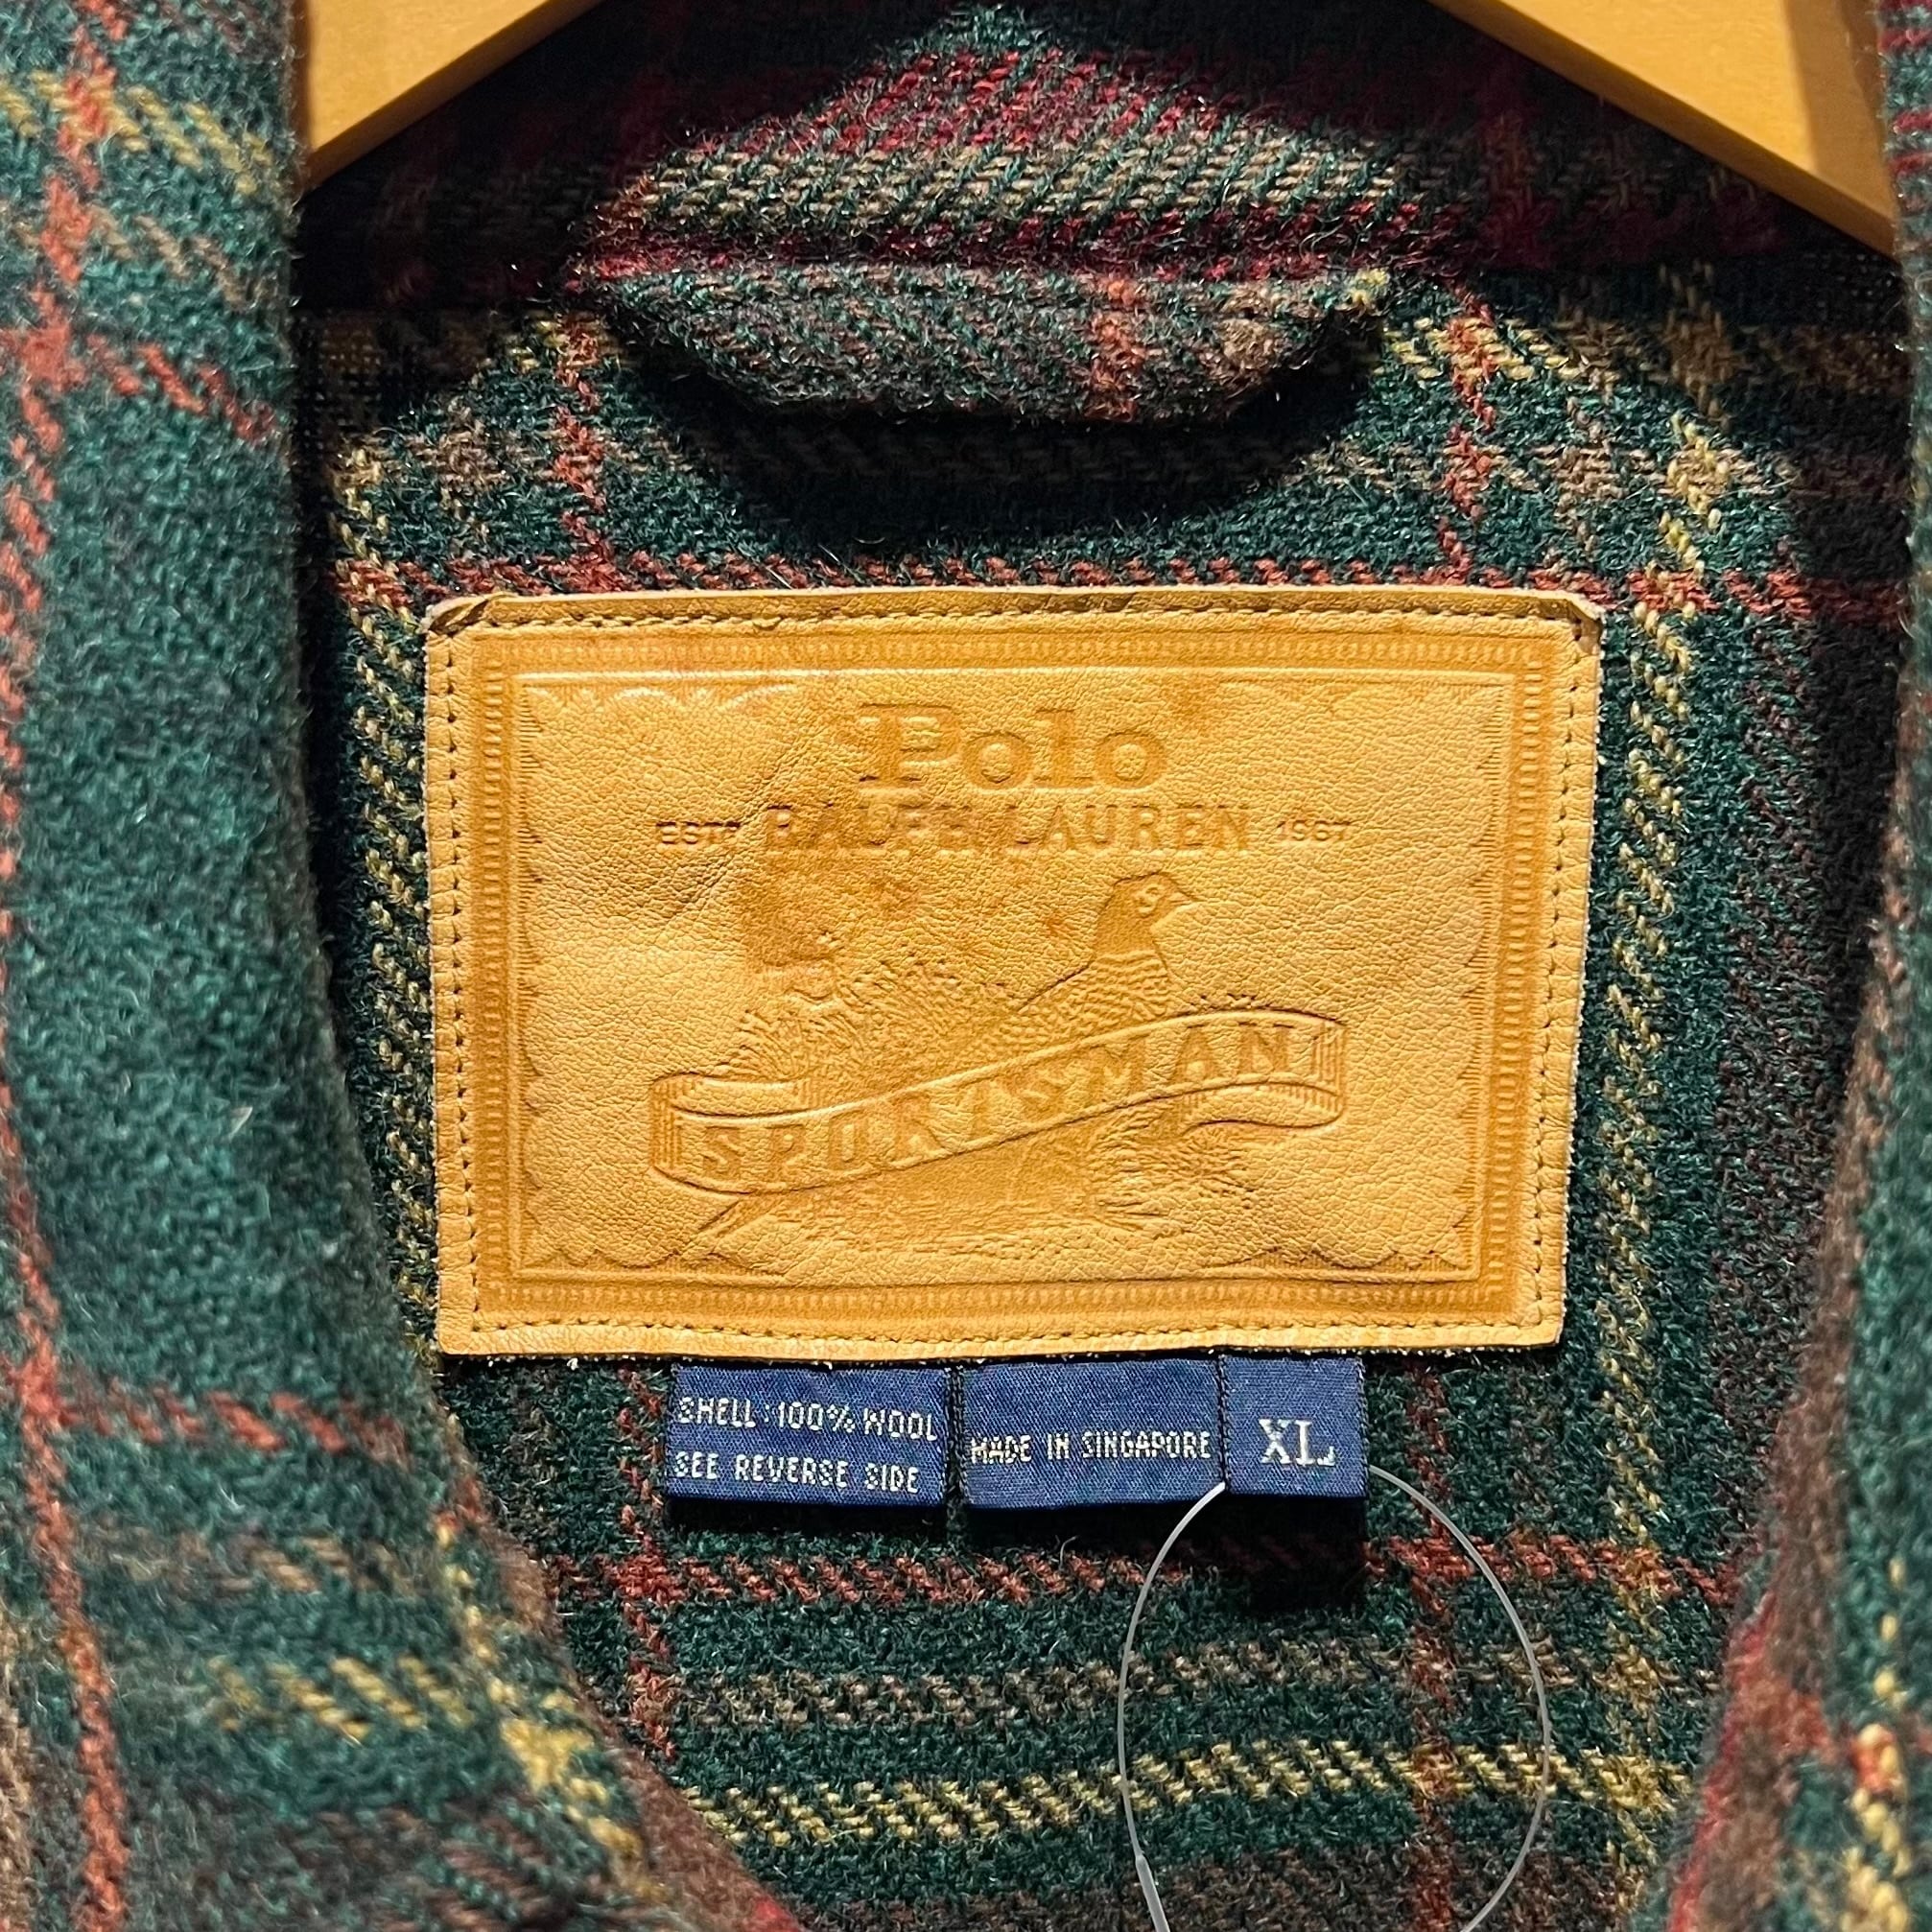 Polo
ESTD RALPH LAUREN 1967
SPORTSMAN
SHELL:100% WOOL
SEE REVERSE SIDE
MADE IN SINGAPORE
XL